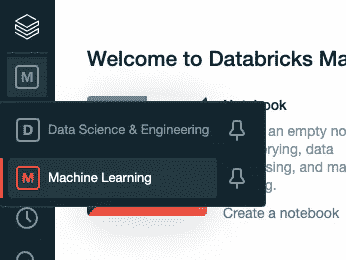 Welcome to Databricks Ma
M
Notebook
D Data Science & Engineering
an empty no
erying, data
M Machine Learning
sing, and ma
g.
Create a notebook